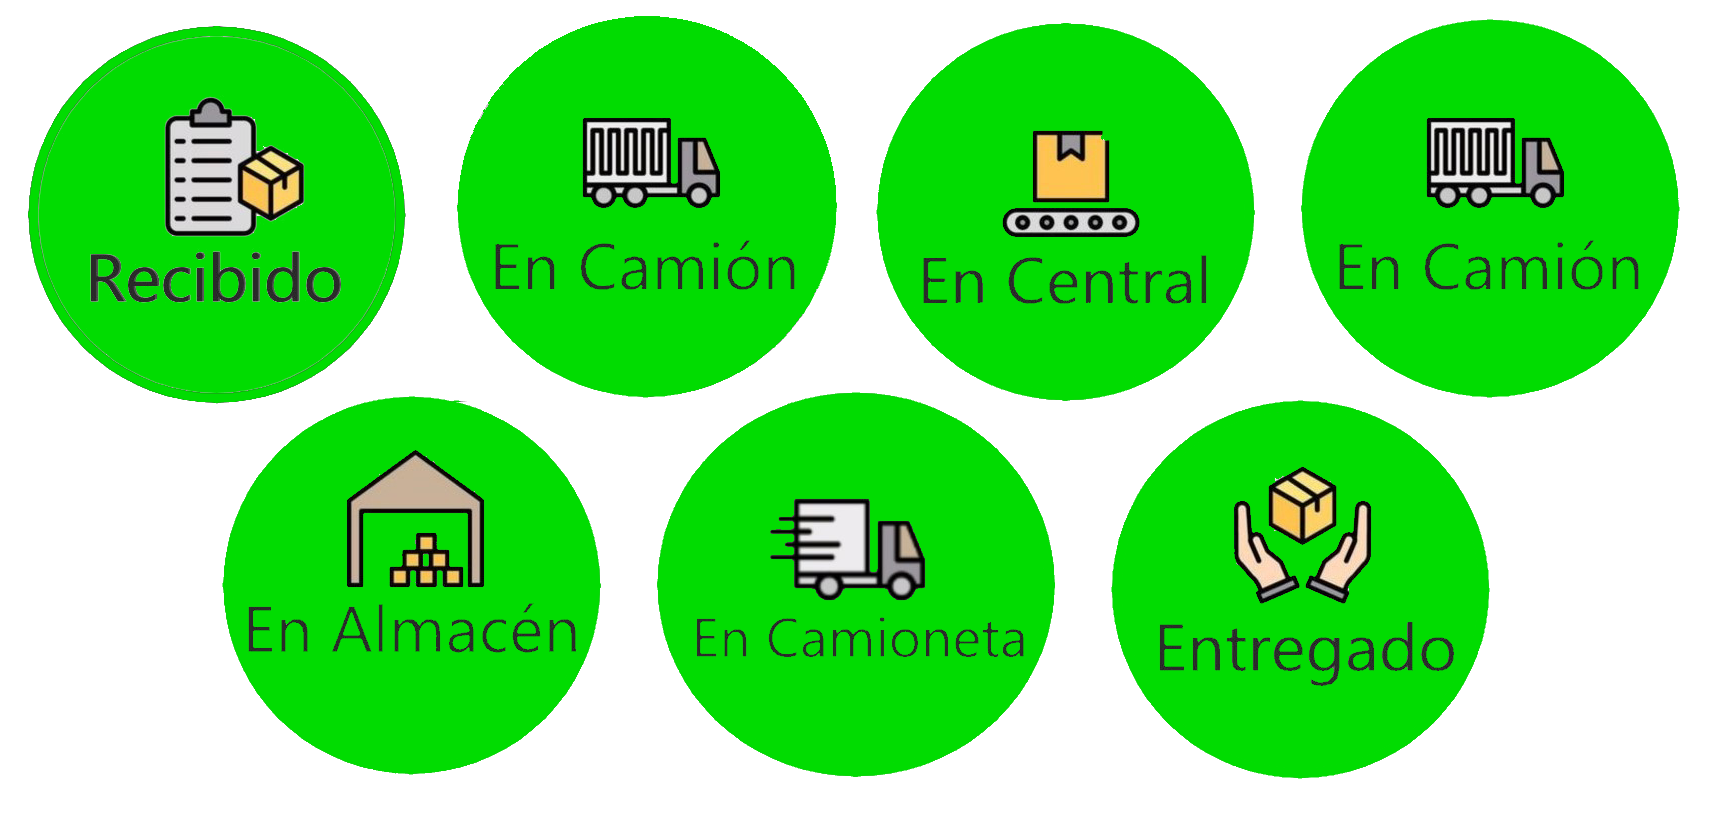 Recibido
En Camión
En Central
En Camión
En Almacén
En Camioneta
Entregado